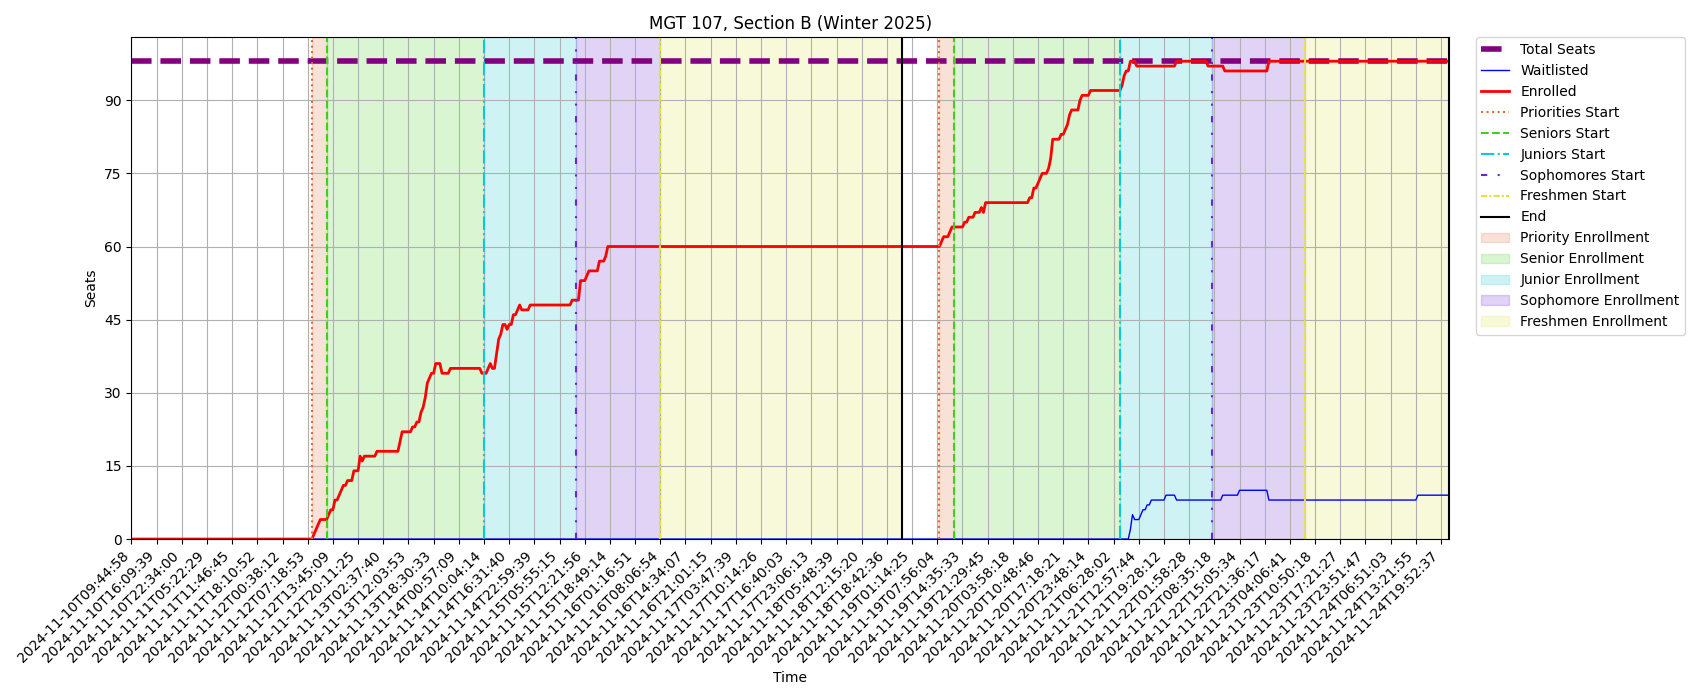 MGT 107, Section B (Winter 2025)
Total Seats
Waitlisted
Enrolled
Priorities Start
Seniors Start
Juniors Start
Sophomores Start
Freshmen Start
End
Priority Enrollment
Senior Enrollment
Junior Enrollment
Sophomore Enrollment
Freshmen Enrollment
Seats
90
75
60
45
30
15
0
2024-11-10T09:44:58
2024-11-10T16:09:39
2024-11-10T22:34:00
2024-11-11T05:22:29
2024-11-11T11:46:45
2024-11-11T18:10:52
2024-11-12T00:38:12
2024-11-12T07:18:53
2024-11-12T13:45:09
2024-11-12T20:11:25
2024-11-13T02:37:40
2024-11-13T12:03:53
2024-11-13T18:30:33
2024-11-14T00:57:09
2024-11-14T10:04:14
2024-11-14T16:31:40
2024-11-14T22:59:39
2024-11-15T05:55:15
2024-11-15T12:21:56
2024-11-15T18:49:14
2024-11-16T01:16:51
2024-11-16T08:06:54
2024-11-16T14:34:07
2024-11-16T21:01:15
2024-11-17T03:47:39
2024-11-17T10:14:26
2024-11-17T16:40:03
2024-11-17T23:06:13
2024-11-18T05:48:39
2024-11-18T12:15:20
2024-11-18T18:42:36
2024-11-19T01:14:25
2024-11-19T07:56:04
2024-11-19T14:35:33
2024-11-19T21:29:45
2024-11-20T03:58:18
2024-11-20T10:48:46
2024-11-20T17:18:21
2024-11-20T23:48:14
2024-11-21T06:28:02
2024-11-21T12:57:44
2024-11-21T19:28:12
2024-11-22T01:58:28
2024-11-22T08:35:18
2024-11-22T15:05:34
2024-11-22T21:36:17
2024-11-23T04:06:41
2024-11-23T10:50:18
2024-11-23T17:21:27
2024-11-23T23:51:47
2024-11-24T06:51:03
2024-11-24T13:21:55
2024-11-24T19:52:37
Time